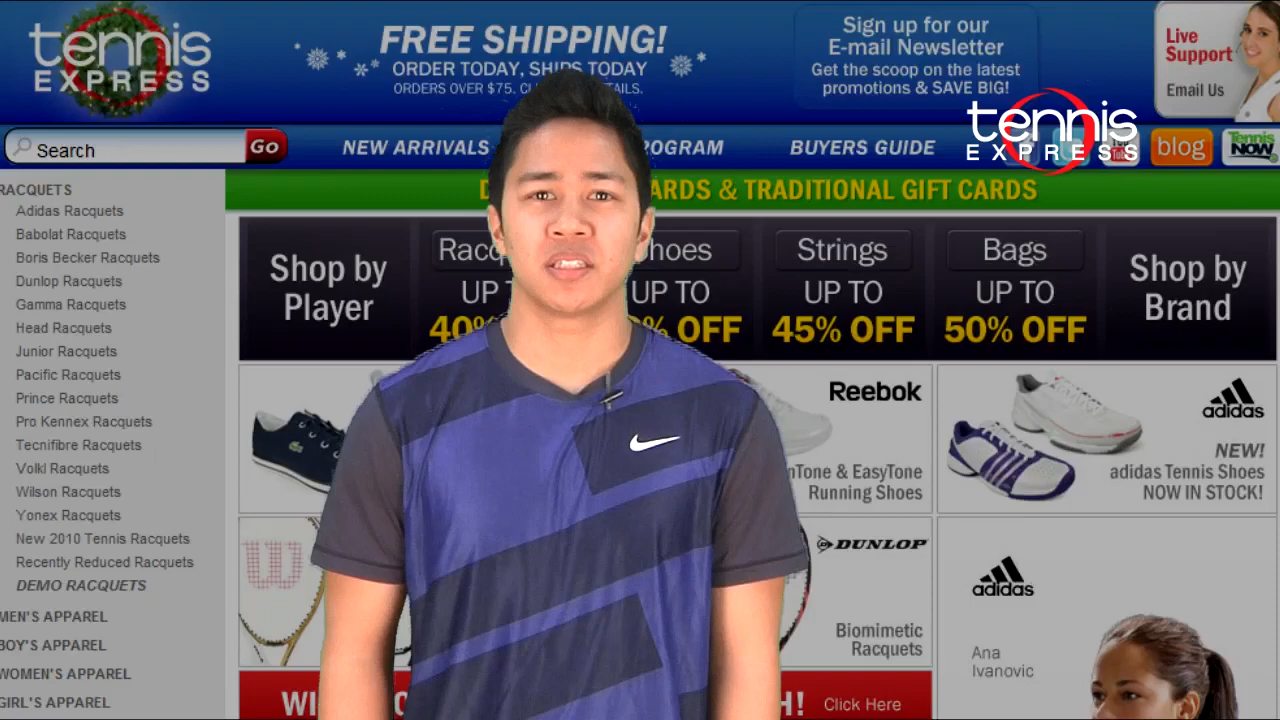 tennis
EXPRESS
FREE SHIPPING!
ORDER TODAY, SHIPS TODAY
ORDERS OVER $75.
Sign up for our
E-mail Newsletter
Get the scoop on the latest
promotions & SAVE BIG!
Live
Support
Email Us
Search
Go
NEW ARRIVALS
BUYERS GUIDE
tennis
EXPRESS
blog
Tennis
NOW
& TRADITIONAL GIFT CARDS
RACQUETS
Adidas Racquets
Babolat Racquets
Boris Becker Racquets
Dunlop Racquets
Gamma Racquets
Head Racquets
Junior Racquets
Pacific Racquets
Prince Racquets
Pro Kennex Racquets
Tecnifibre Racquets
Volkl Racquets
Wilson Racquets
Yonex Racquets
New 2010 Tennis Racquets
Recently Reduced Racquets
DEMO RACQUETS
MEN'S APPAREL
BOY'S APPAREL
WOMEN'S APPAREL
GIRL'S APPAREL
Shop by
Player
UP
40%
UP TO
OFF
Strings
UP TO
45% OFF
Bags
UP TO
50% OFF
Shop by
Brand
Reebok
& EasyTone
Running Shoes
adidas
NEW!
adidas Tennis Shoes
NOW IN STOCK!
W
DUNLOP
Biomimetic
Racquets
adidas
Ana
Ivanovic
Click Here